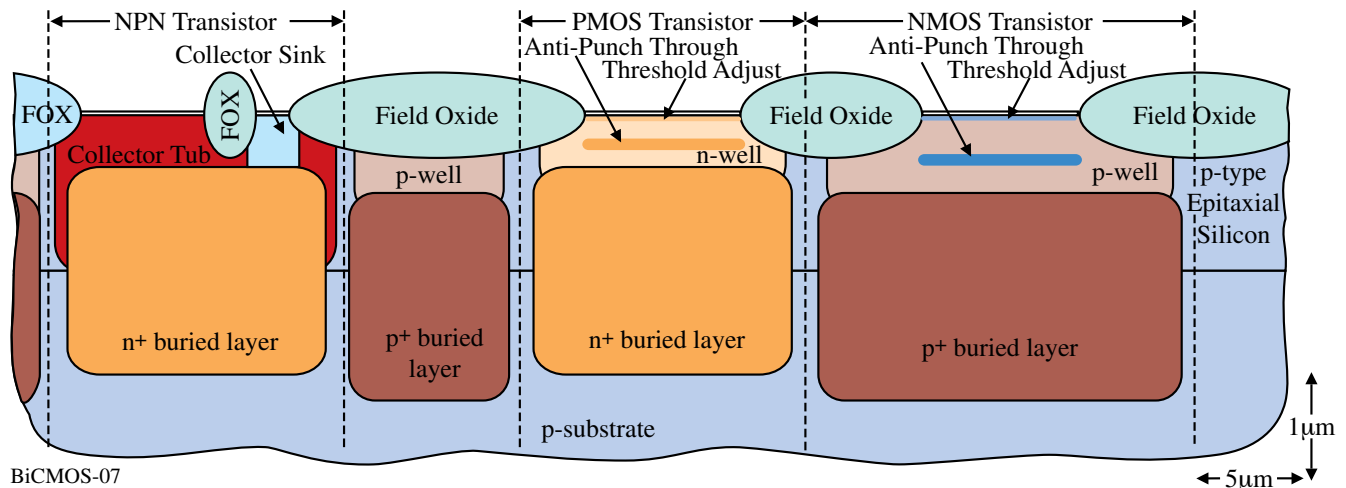 NPN Transistor
PMOS Transistor
NMOS Transistor
Collector Sink
Anti-Punch Through
Threshold Adjust
Anti-Punch Through
Threshold Adjust
FOX
FOX
Field Oxide
Field Oxide
Field Oxide
Collector Tub
p-well
n-well
p-well
p-type
Epitaxial
Silicon
n+ buried layer
p+ buried
layer
n+ buried layer
p+ buried layer
p-substrate
1μm
5μm
BiCMOS-07